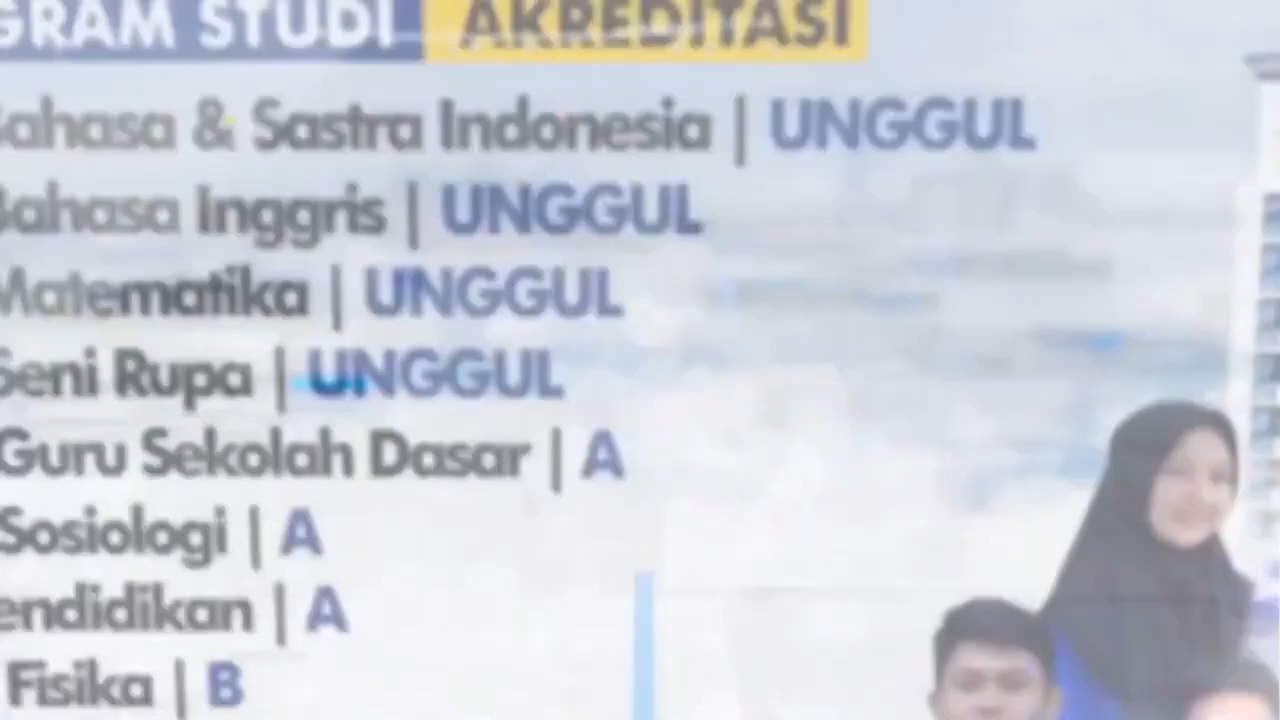 GRAM STUDI AKREDITASI
Bahasa & Sastra Indonesia | UNGGUL
Bahasa Inggris | UNGGUL
Matematika | UNGGUL
Seni Rupa | UNGGUL
Guru Sekolah Dasar | A
Sosiologi | A
endidikan | A
Fisika | B